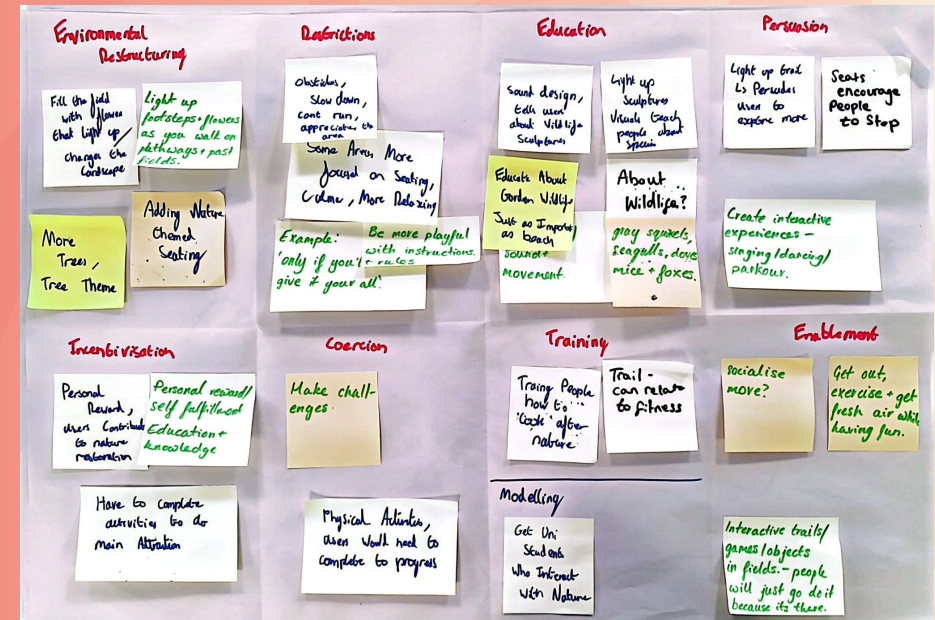 Environmental
Restructuring
Fill the field
with flowers
that light up/
changes the
landscape
Light up
footsteps+flowers
as you walk on
pathways + past
fields.
More
Trees,
Tree Theme
Adding Nature
themed
Seating
Restrictions
Obstacles,
slow down,
cant run,
appreciates the
area
Some Areas More
focused on Seating,
Calmer, More Relaxing
Example:
'only if you'll
give it your all'
Be more playful
with instructions.
+ rules
Education
Sound design,
tells users
about Wildlife
Sculptures
Light up
Sculptures
Visuals teach
people about
species
Educate About
Garden Wildlife
Just as Important
as beach
sound+
movement.
About
Wildlife?
gray squirels,
seagulls, doves
mice + foxes.
Persuasion
Light up trail
Ls Persuades
users to
explore more
Seats
encourage
People
to Stop
Create interactive
experiences –
singing/dancing/
parkour.
Incentivisation
Personal
Reward,
users Contribute
to nature
restoration
Personal reward/
self fulfillment
Education +
knowledge
Have to complete
activities to do
main Attraction
Coercion
Make chall-
enges.
Physical Activities,
users would need to
complete to progress
Training
Traing People
how to
'look' after
nature
Trail -
can relate
to fitness
Modelling
Get Uni
Students
Who Interact
with Nature
Enablement
socialise
more?
Get out,
exercise + get
fresh air while
having fun.
Interactive trails/
games/objects
in fields. – people
will just go do it
because its there.